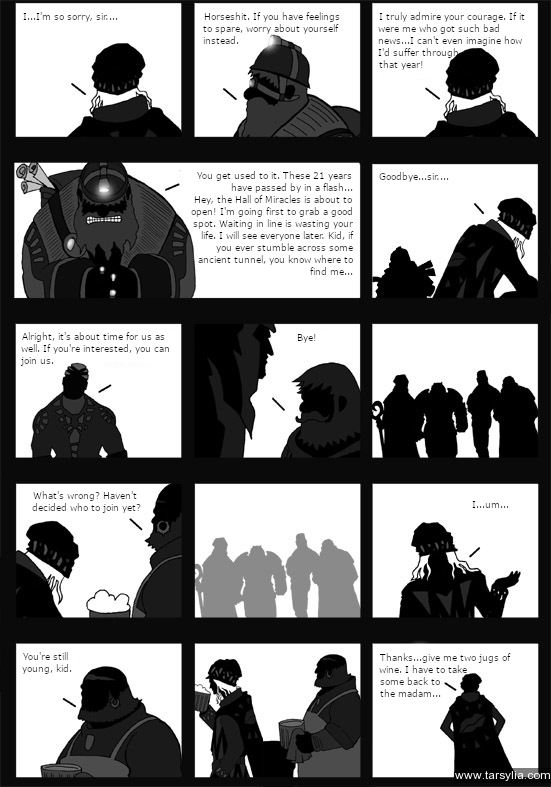 I...I'm so sorry, sir....
Horseshit. If you have feelings
to spare, worry about yourself
instead.
I truly admire your courage. If it
were me who got such bad
news...I can't even imagine how
I'd suffer through
that year!
You get used to it. These 21 years
have passed by in a flash...
Hey, the Hall of Miracles is about to
open! I'm going first to grab a good
spot. Waiting in line is wasting your
life. I will see everyone later. Kid, if
you ever stumble across some
ancient tunnel, you know where to
find me...
Goodbye...sir....
Alright, it's about time for us as
well. If you're interested, you can
join us.
Bye!
What's wrong? Haven't
decided who to join yet?
I...um...
You're still
young, kid.
Thanks...give me two jugs of
wine. I have to take
some back to
the madam...
www.tarsylia.com